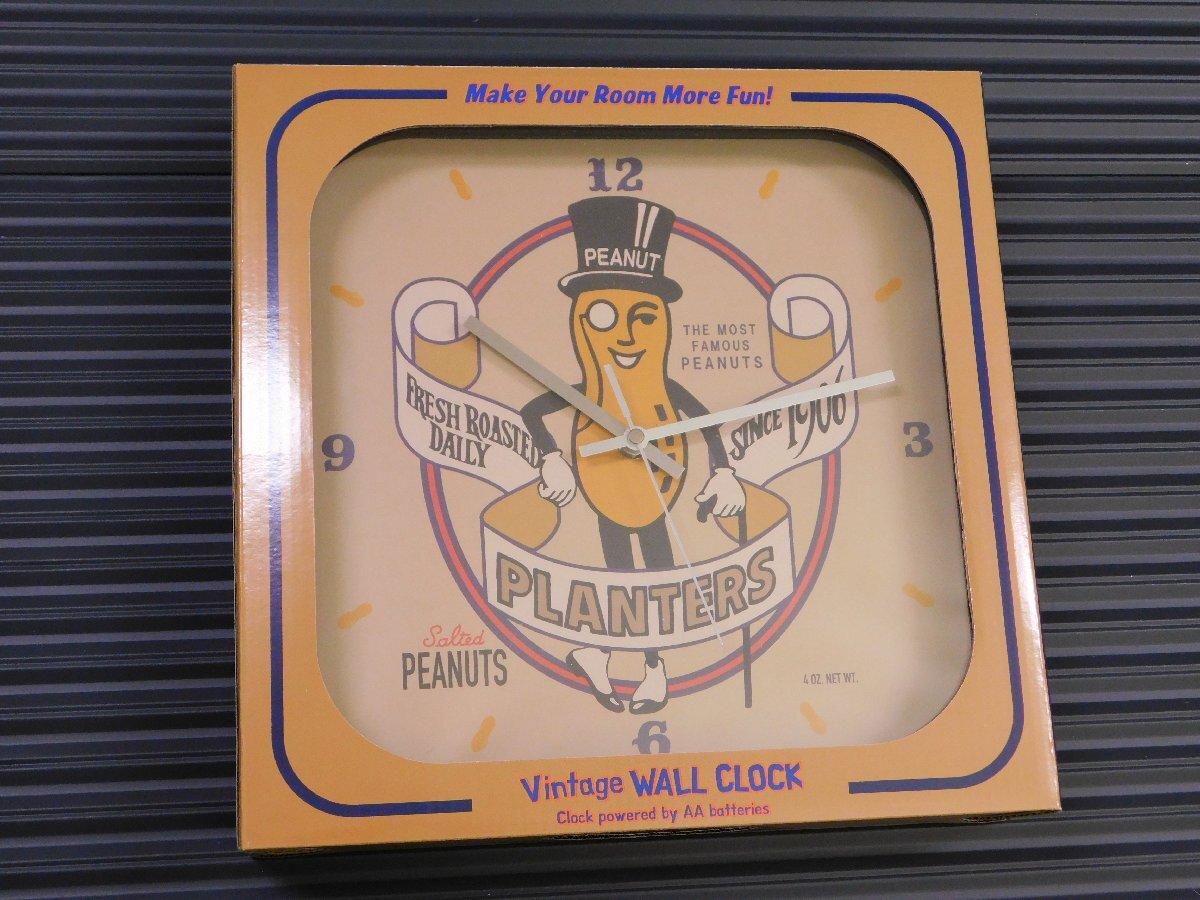 Make Your Room More Fun!
12
PEANUT
THE MOST
FAMOUS
PEANUTS
FRESH ROASTED
DAILY
SINCE 1906
9
3
PLANTERS
Salted
PEANUTS
4 OZ. NET WT.
6
Vintage WALL CLOCK
Clock powered by AA batteries